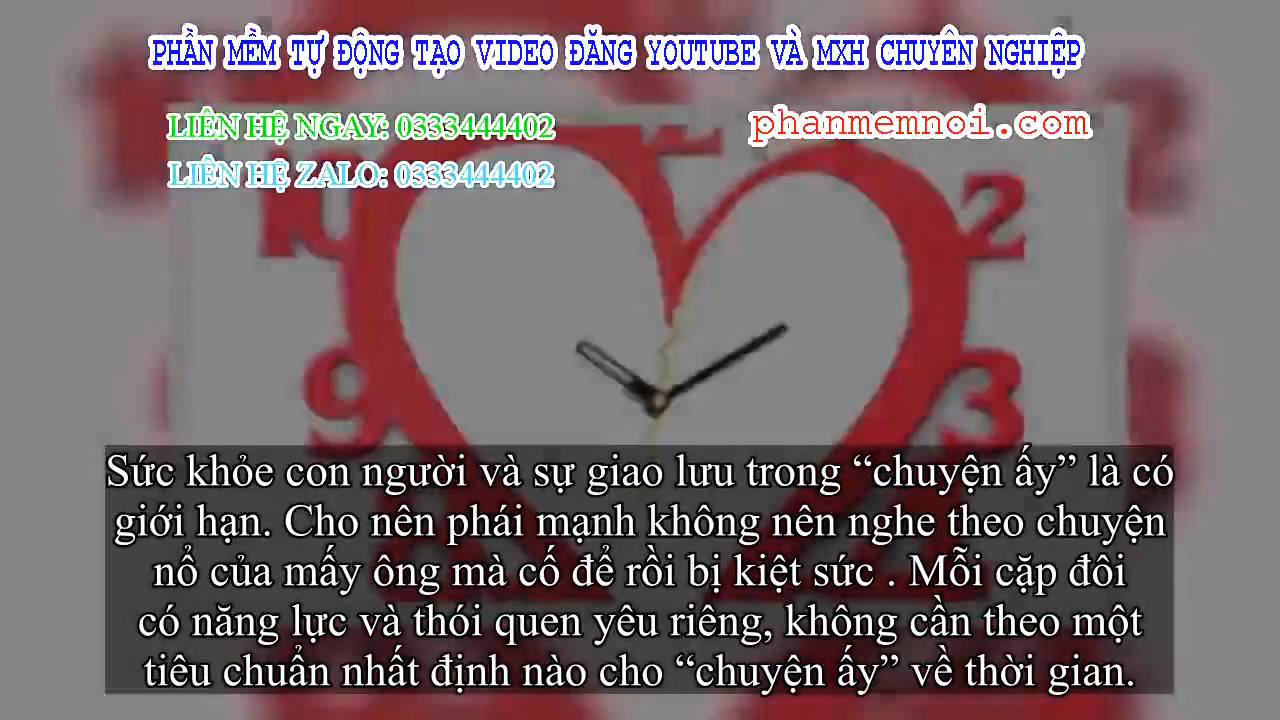 PHẦN MỀM TỰ ĐỘNG TẠO VIDEO ĐĂNG YOUTUBE VÀ MXH CHUYÊN NGHIỆP
LIÊN HỆ NGAY: 0333444402
phanmemnoi.com
LIÊN HỆ ZALO: 0333444402
10
2
9
3
Sức khỏe con người và sự giao lưu trong “chuyện ấy” là có
giới hạn. Cho nên phái mạnh không nên nghe theo chuyện
nổ của mấy ông mà cố để rồi bị kiệt sức . Mỗi cặp đôi
có năng lực và thói quen yêu riêng, không cần theo một
tiêu chuẩn nhất định nào cho “chuyện ấy” về thời gian.